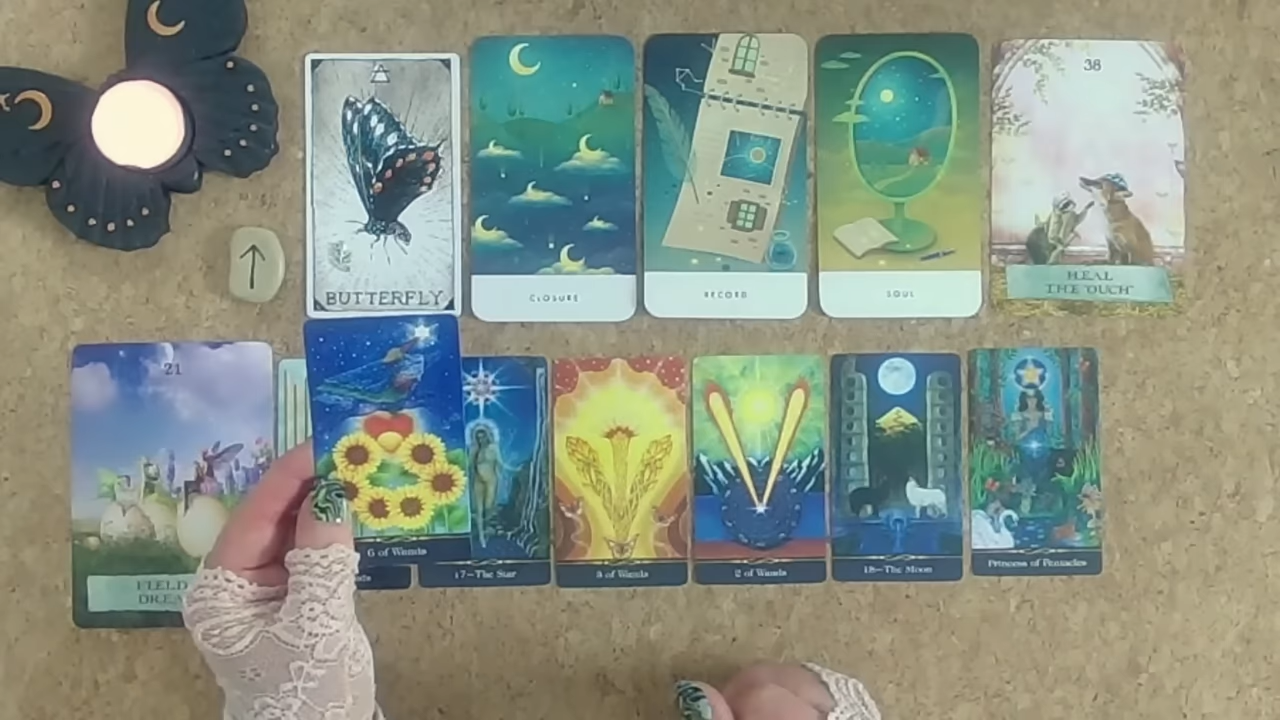 38
BUTTERFLY
CLOSURE
RECORD
SOUL
HEAL
THE "OUCH"
21
FIELD
6 of Wands
17-The Star
3 of Wands
2 of Wands
18-The Moon
Princess of Pentacles